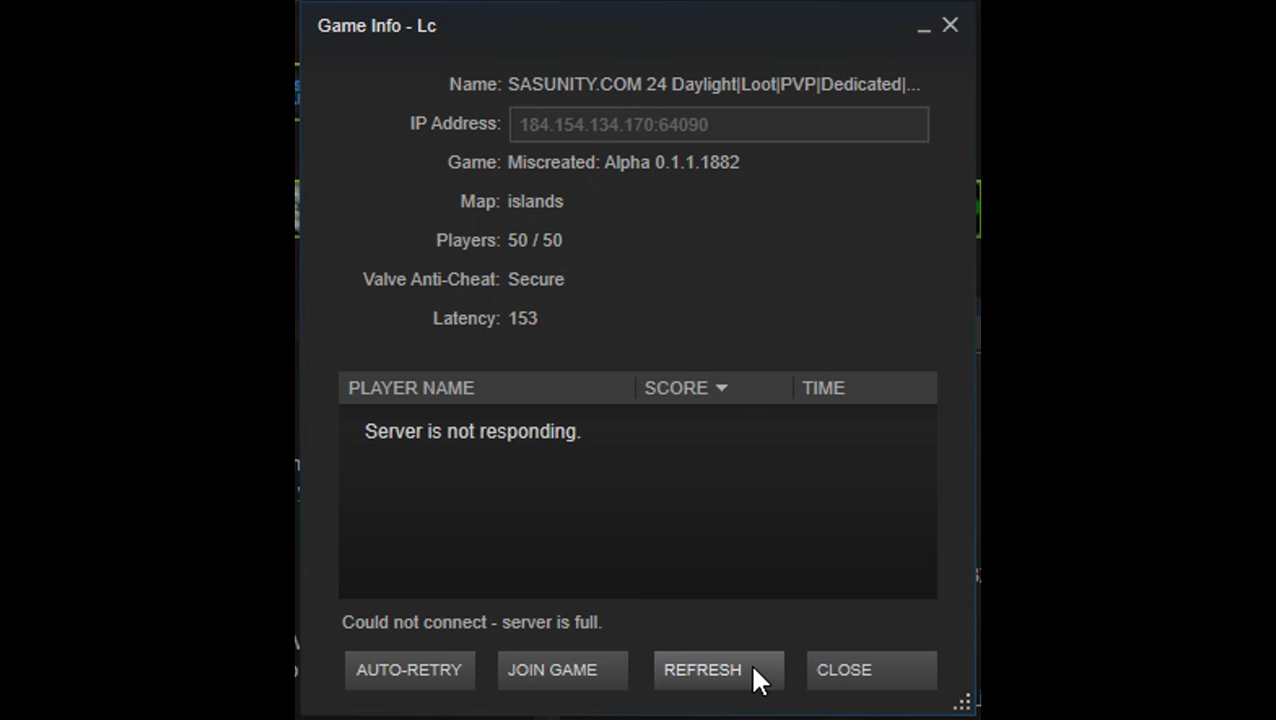 Game Info - Lc
Name: SASUNITY.COM 24 Daylight|Loot|PVP|Dedicated|...
IP Address: 184.154.134.170:64090
Game: Miscreated: Alpha 0.1.1.1882
Map: islands
Players: 50 / 50
Valve Anti-Cheat: Secure
Latency: 153
PLAYER NAME SCORE TIME
Server is not responding.
Could not connect - server is full.
AUTO-RETRY JOIN GAME REFRESH CLOSE